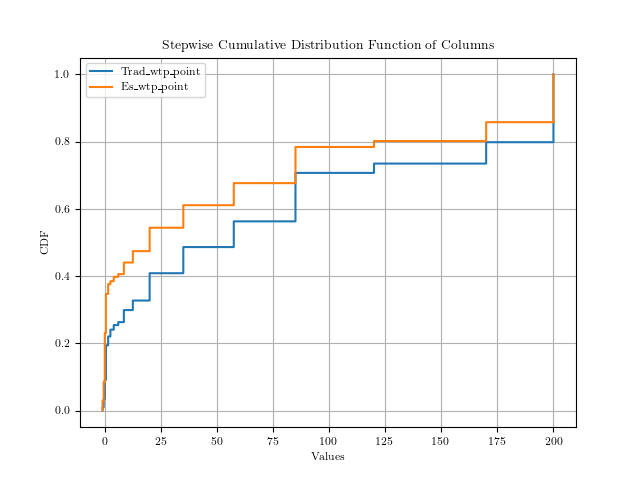 Stepwise Cumulative Distribution Function of Columns
Trad_wtp_point
Es_wtp_point
1.0
0.8
0.6
0.4
0.2
0.0
CDF
0 25 50 75 100 125 150 175 200
Values